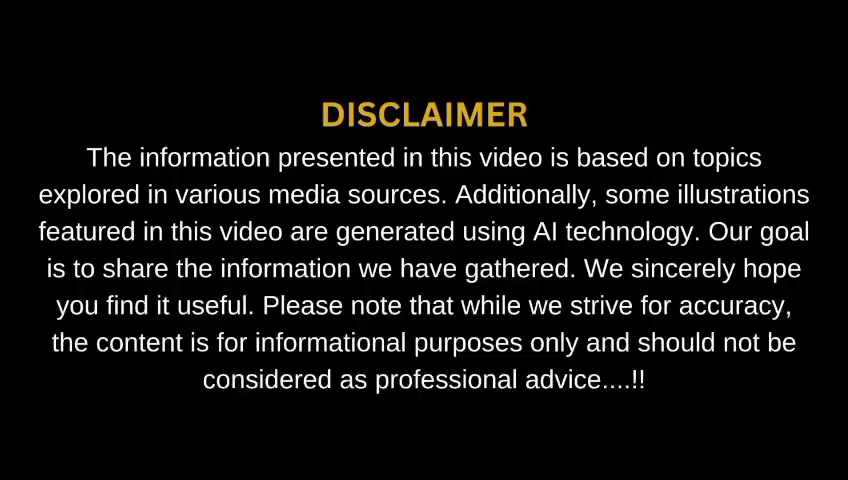 DISCLAIMER
The information presented in this video is based on topics
explored in various media sources. Additionally, some illustrations
featured in this video are generated using AI technology. Our goal
is to share the information we have gathered. We sincerely hope
you find it useful. Please note that while we strive for accuracy,
the content is for informational purposes only and should not be
considered as professional advice....!!